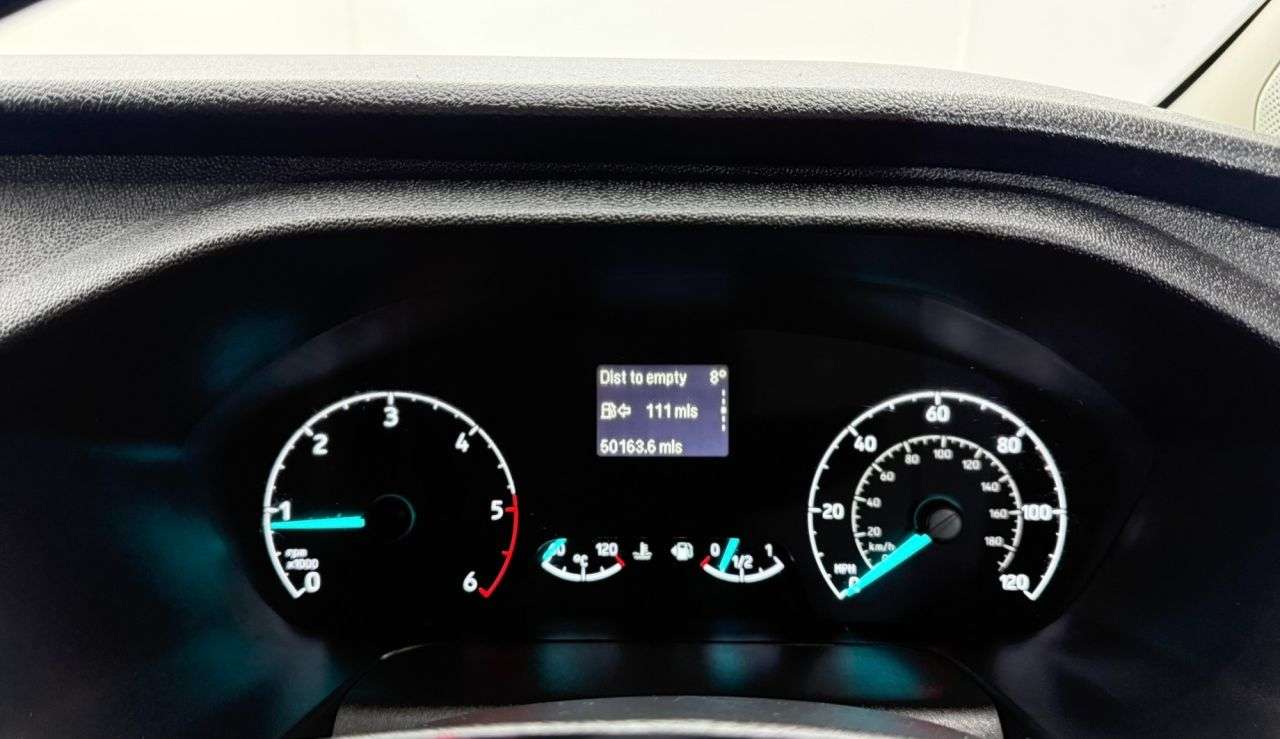 Dist to empty 8°
111 mls
50163.6 mls
0 1 2 3 4 5 6
rpm
x1000
120
°C
0 1/2 1
0 20 40 60 80 100 120
MPH
20 40 60 80 100 120 140 160 180
km/h